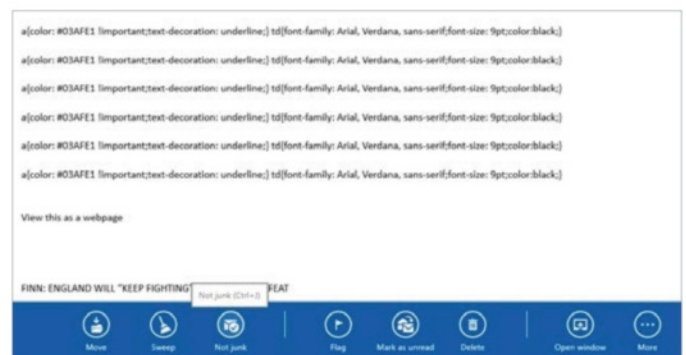 a{color: #03AFE1 !important;text-decoration: underline;} td{font-family: Arial, Verdana, sans-serif;font-size: 9pt;color:black;}
a{color: #03AFE1 !important;text-decoration: underline;} td{font-family: Arial, Verdana, sans-serif;font-size: 9pt;color:black;}
a{color: #03AFE1 !important;text-decoration: underline;} td{font-family: Arial, Verdana, sans-serif;font-size: 9pt;color:black;}
a{color: #03AFE1 !important;text-decoration: underline;} td{font-family: Arial, Verdana, sans-serif;font-size: 9pt;color:black;}
a{color: #03AFE1 !important;text-decoration: underline;} td{font-family: Arial, Verdana, sans-serif;font-size: 9pt;color:black;}
a{color: #03AFE1 !important;text-decoration: underline;} td{font-family: Arial, Verdana, sans-serif;font-size: 9pt;color:black;}
View this as a webpage
FINN: ENGLAND WILL "KEEP FIGHTING" FEAT
Not junk (Ctrl+J)
Move Sweep Not junk Flag Mark as unread Delete Open window More